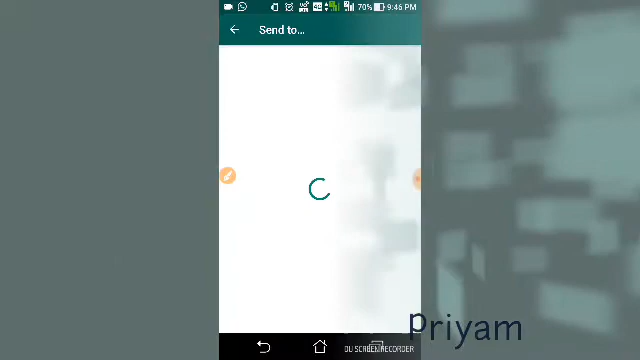 70% 9:46 PM
Send to...
Priyam
DU SCREEN RECORDER